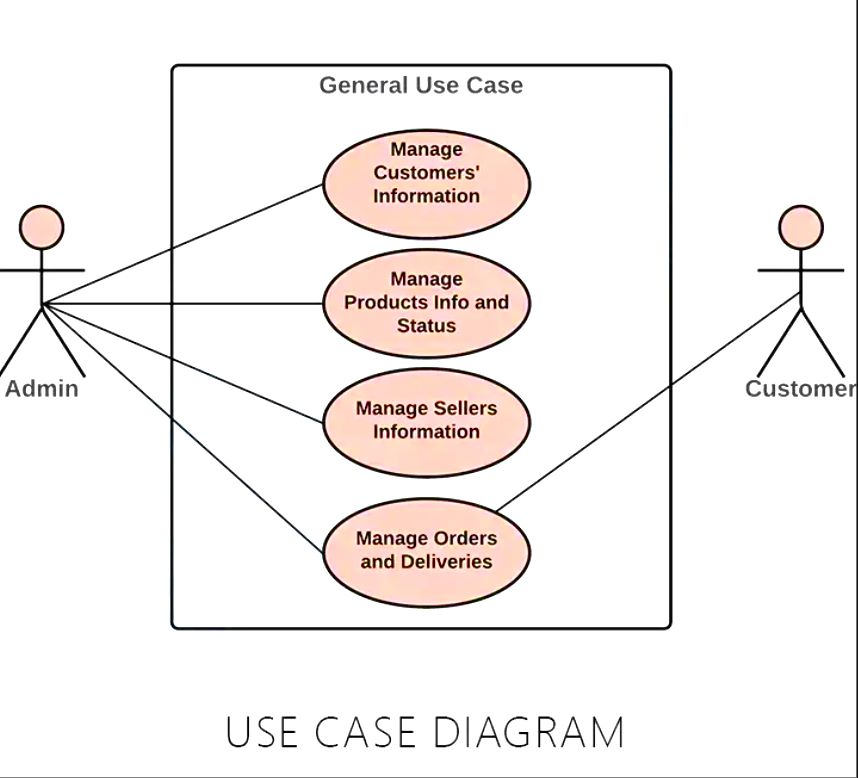 General Use Case
Manage
Customers'
Information
Manage
Products Info and
Status
Admin
Customer
Manage Sellers
Information
Manage Orders
and Deliveries
USE CASE DIAGRAM